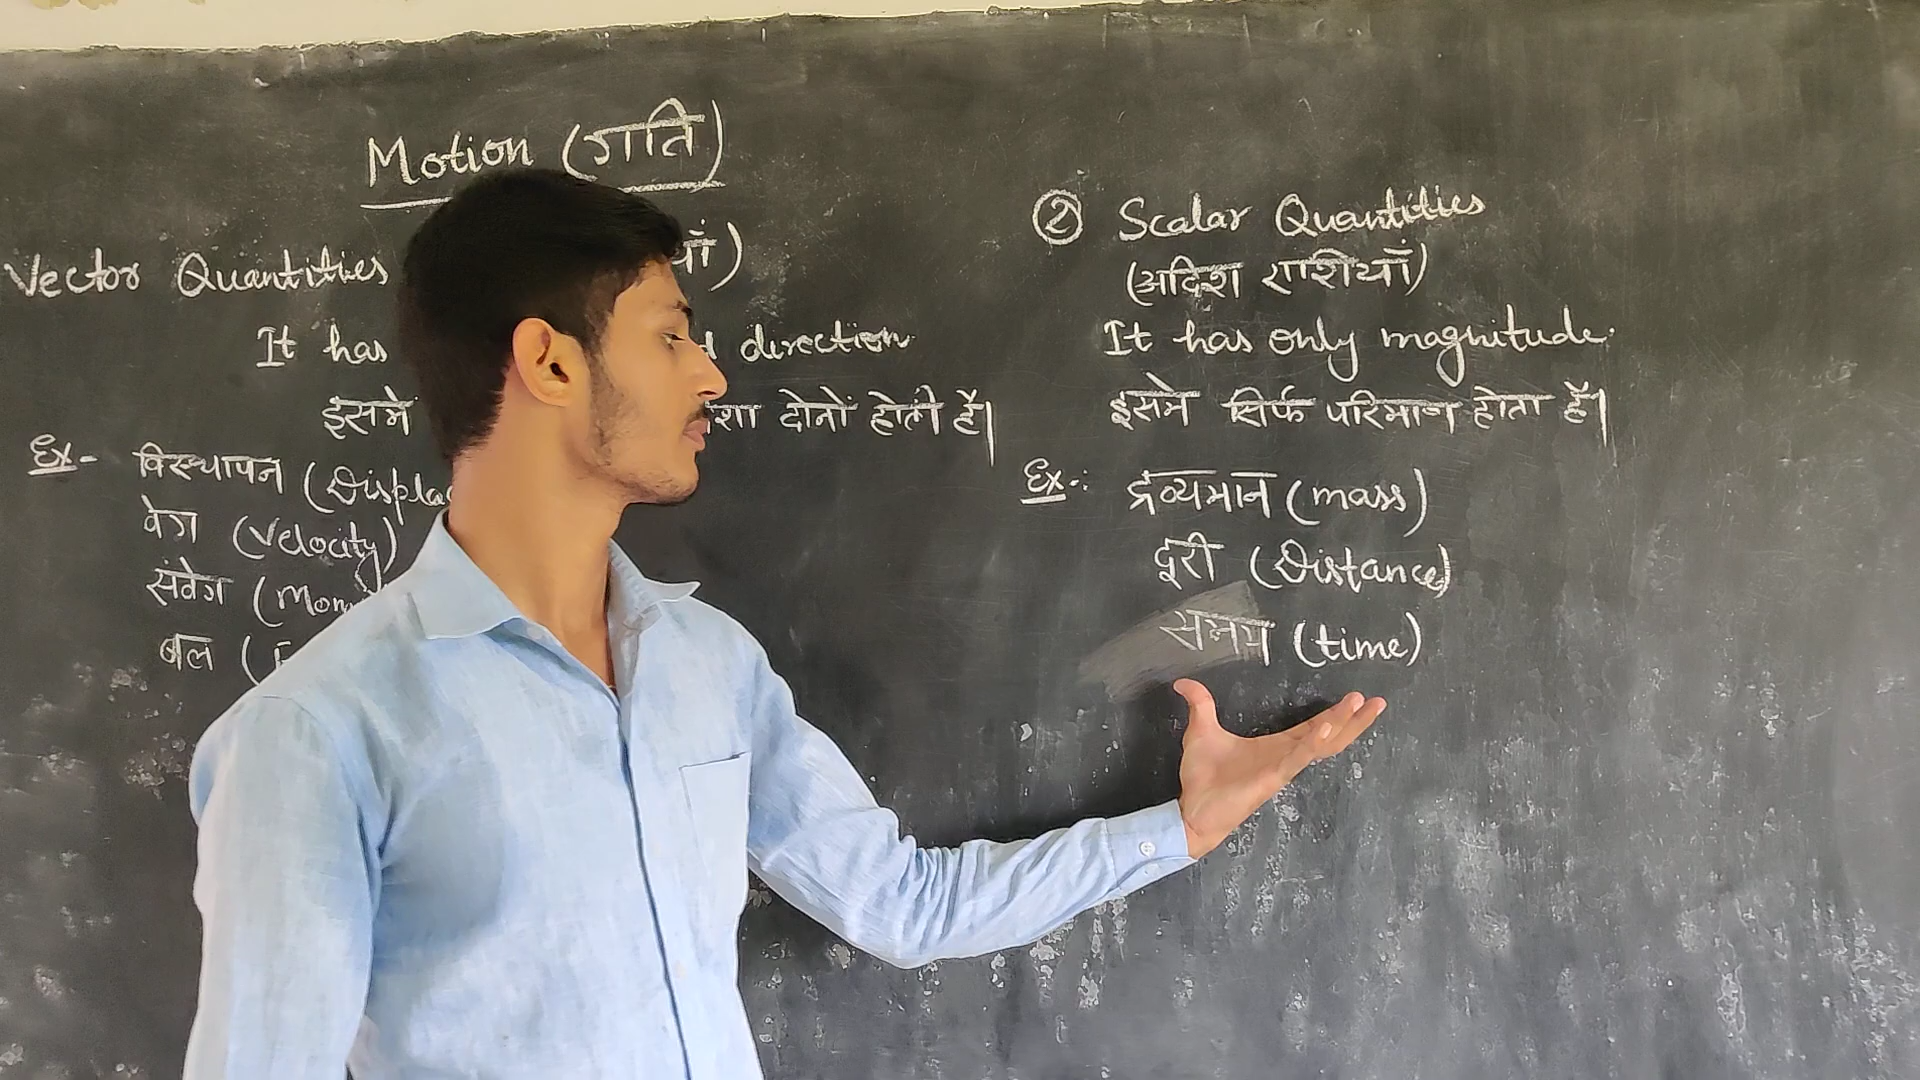 Motion (गति)
Vector Quantities यां)
It has direction
इसमे दोनों होती है।
Ex- विस्थापन (Displac
वेग (Velocity)
संवेग (Mom
बल (F
② Scalar Quantities
(अदिश राशियाँ)
It has only magnitude.
इसमे सिर्फ परिमाण होता है।
Ex-: द्रव्यमान (mass)
दूरी (Distance)
समय (time)